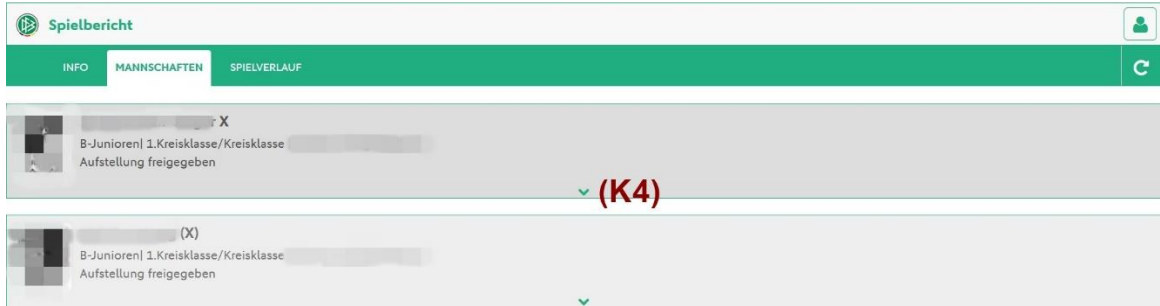 Spielbericht
INFO MANNSCHAFTEN SPIELVERLAUF
X
B-Junioren| 1.Kreisklasse/Kreisklasse
Aufstellung freigegeben
(K4)
(X)
B-Junioren| 1.Kreisklasse/Kreisklasse
Aufstellung freigegeben